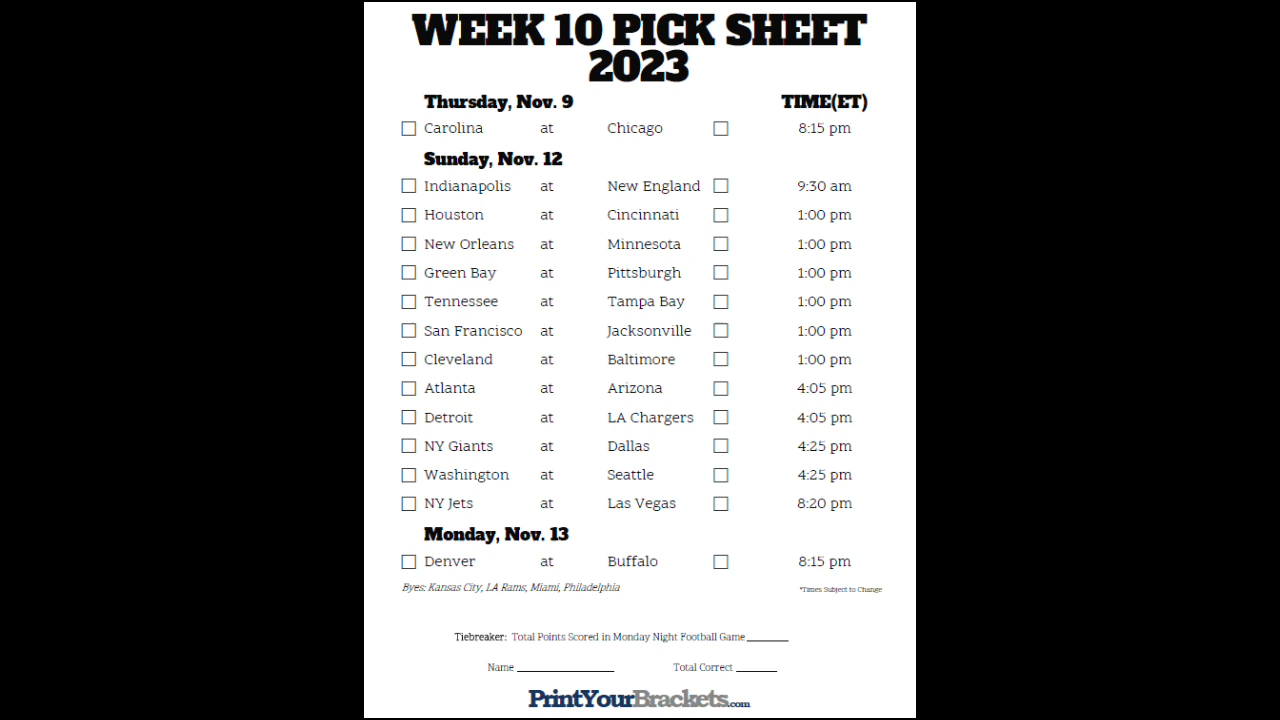 WEEK 10 PICK SHEET
2023
Thursday, Nov. 9 TIME(ET)
Carolina at Chicago 8:15 pm
Sunday, Nov. 12
Indianapolis at New England 9:30 am
Houston at Cincinnati 1:00 pm
New Orleans at Minnesota 1:00 pm
Green Bay at Pittsburgh 1:00 pm
Tennessee at Tampa Bay 1:00 pm
San Francisco at Jacksonville 1:00 pm
Cleveland at Baltimore 1:00 pm
Atlanta at Arizona 4:05 pm
Detroit at LA Chargers 4:05 pm
NY Giants at Dallas 4:25 pm
Washington at Seattle 4:25 pm
NY Jets at Las Vegas 8:20 pm
Monday, Nov. 13
Denver at Buffalo 8:15 pm
Byes: Kansas City, LA Rams, Miami, Philadelphia *Times Subject to Change
Tiebreaker: Total Points Scored in Monday Night Football Game
Name Total Correct
PrintYourBrackets.com